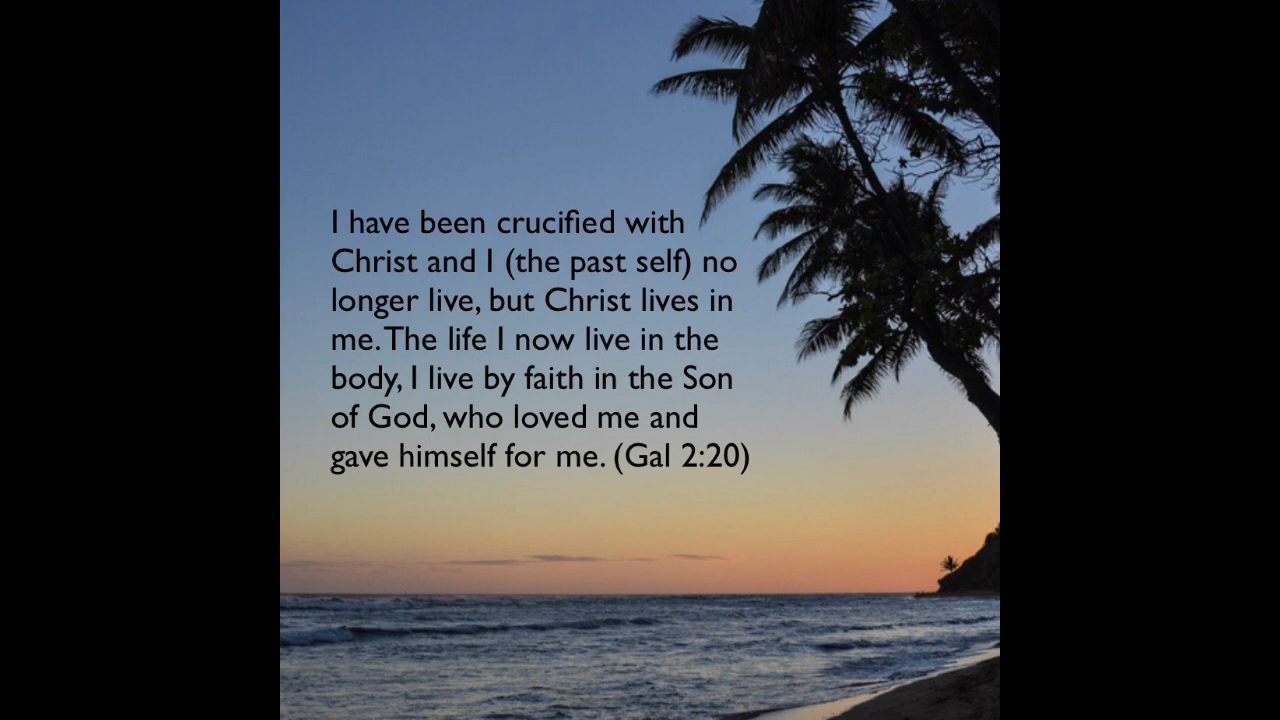 I have been crucified with
Christ and I (the past self) no
longer live, but Christ lives in
me. The life I now live in the
body, I live by faith in the Son
of God, who loved me and
gave himself for me. (Gal 2:20)